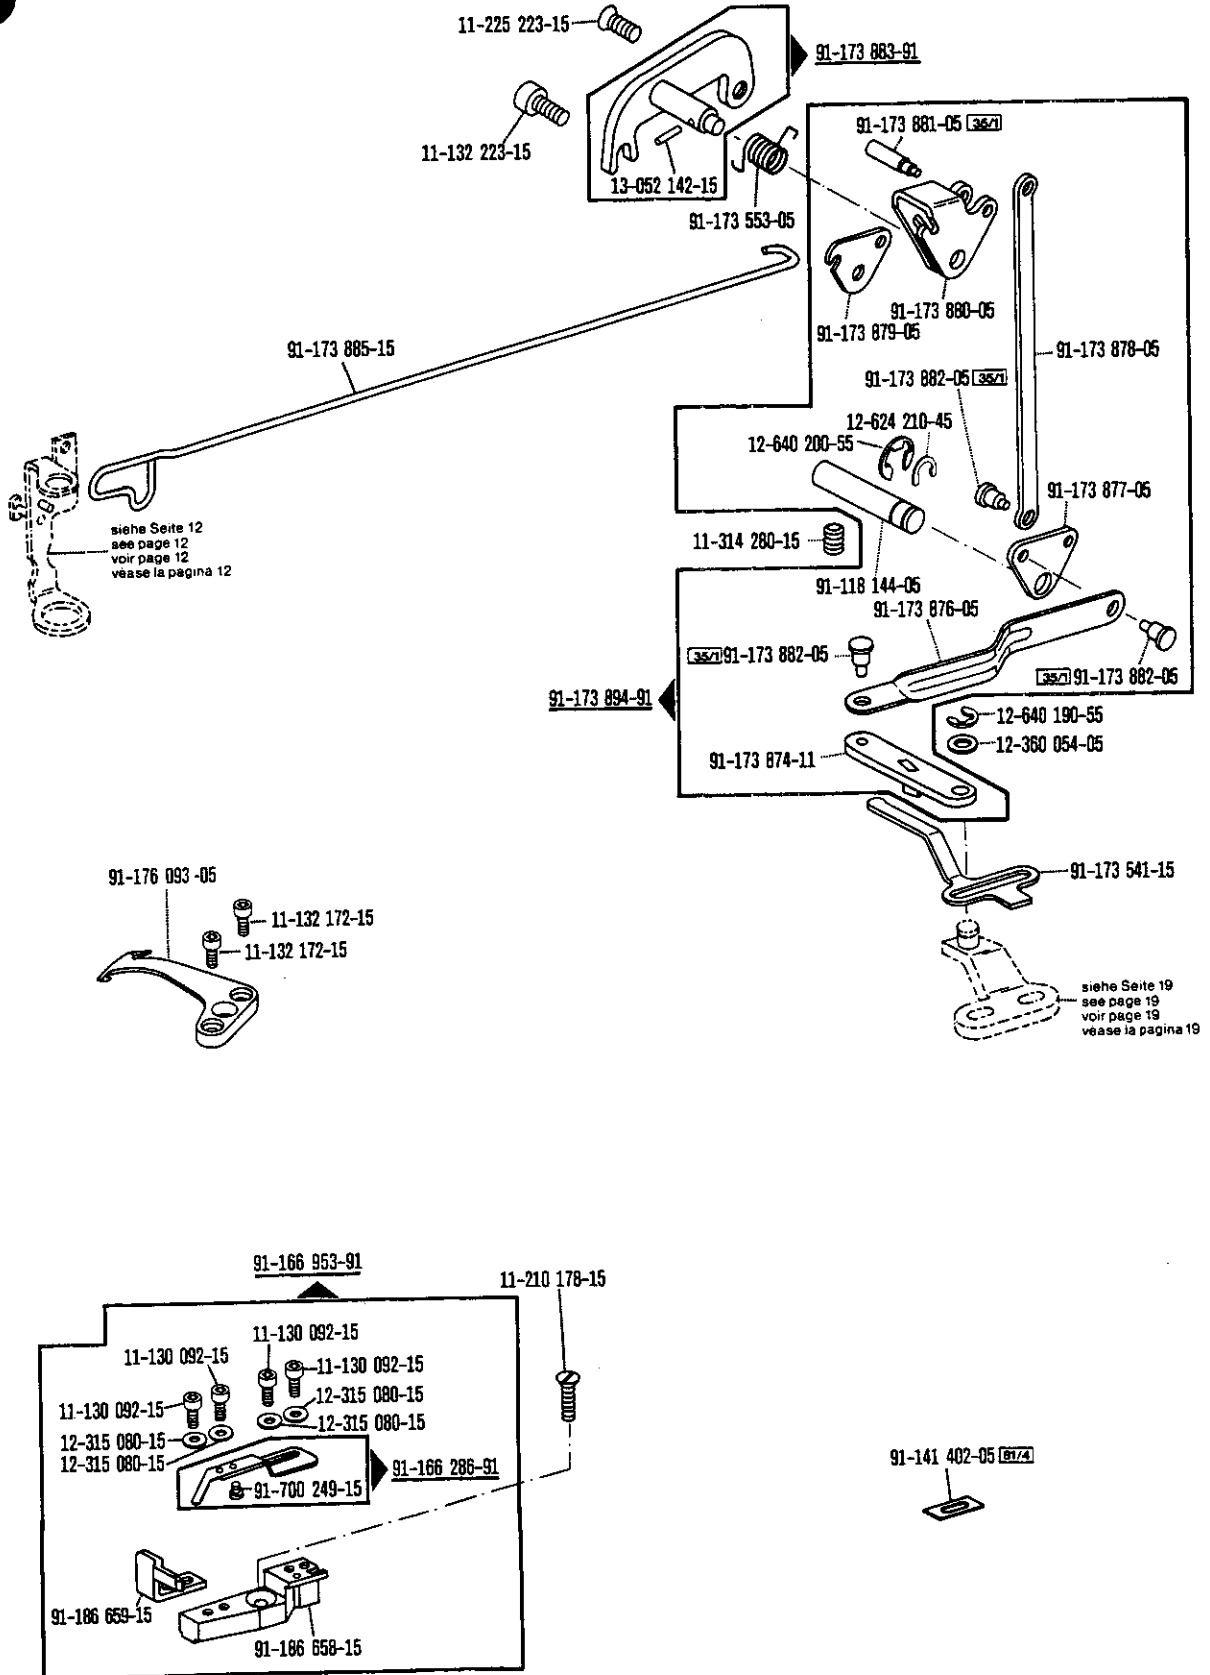 11-225 223-15
91-173 883-91
11-132 223-15
13-052 142-15
91-173 553-05
91-173 881-05 35/1
91-173 880-05
91-173 879-05
91-173 878-05
91-173 885-15
91-173 882-05 35/1
12-624 210-45
12-640 200-55
91-173 877-05
siehe Seite 12
see page 12
voir page 12
véase la pagina 12
11-314 280-15
91-118 144-05
91-173 876-05
35/1 91-173 882-05
35/1 91-173 882-05
91-173 894-91
12-640 190-55
12-360 054-05
91-173 874-11
91-173 541-15
91-176 093-05
11-132 172-15
11-132 172-15
siehe Seite 19
see page 19
voir page 19
véase la pagina 19
91-166 953-91
11-210 178-15
11-130 092-15
11-130 092-15
11-130 092-15
11-130 092-15
12-315 080-15
12-315 080-15
12-315 080-15
12-315 080-15
91-166 286-91
91-700 249-15
91-141 402-05 81/4
91-186 659-15
91-186 658-15